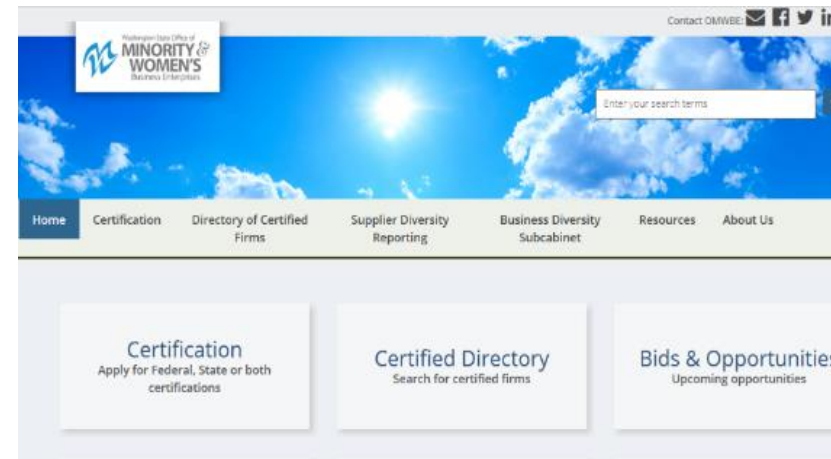 Contact OMWBE:
Washington State Office of
MINORITY &
WOMEN'S
Business Enterprises
Enter your search terms
Home
Certification
Directory of Certified
Firms
Supplier Diversity
Reporting
Business Diversity
Subcabinet
Resources
About Us
Certification
Apply for Federal, State or both
certifications
Certified Directory
Search for certified firms
Bids & Opportunities
Upcoming opportunities